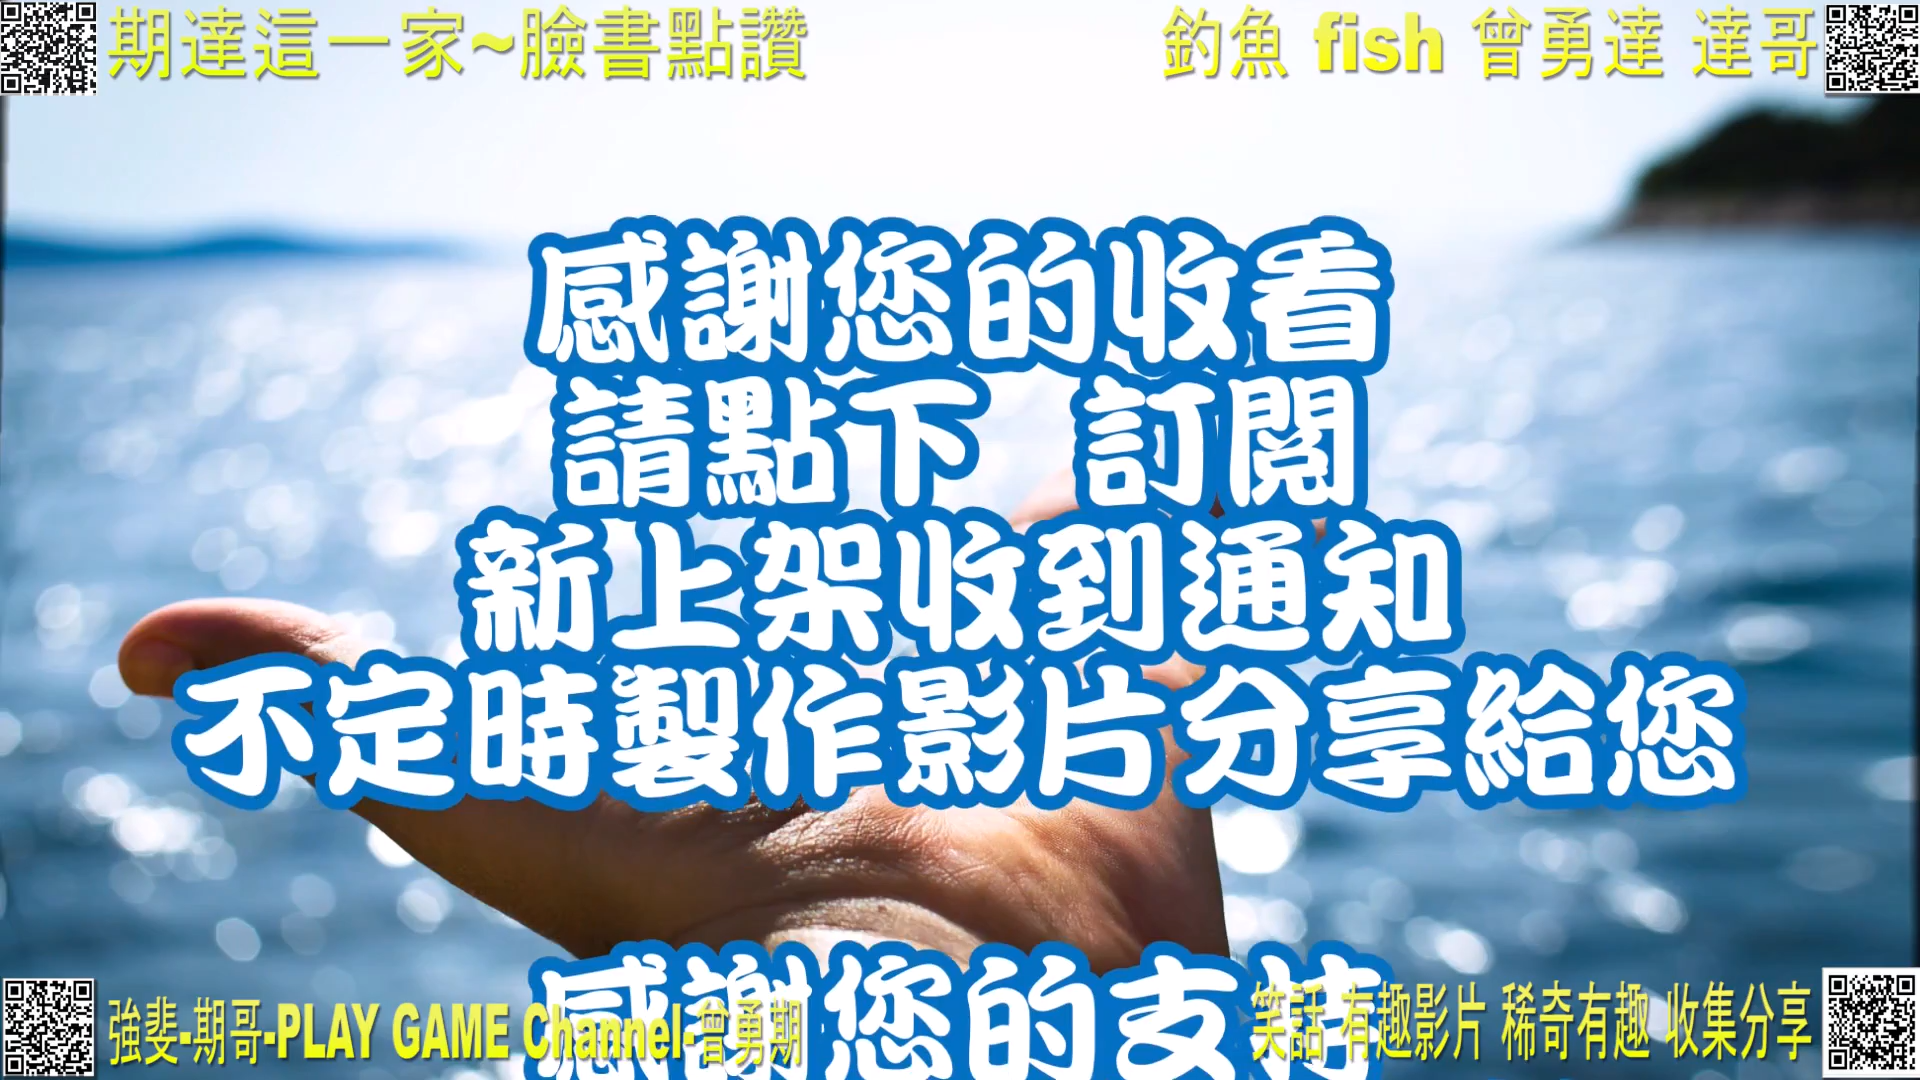 期達這一家~臉書點讚
釣魚 fish 曾勇達 達哥
感謝您的收看
請點下 訂閱
新上架收到通知
不定時製作影片分享給您
感謝您的支持
強斐-期哥-PLAY GAME Channel-曾勇期
笑話 有趣影片 稀奇有趣 收集分享